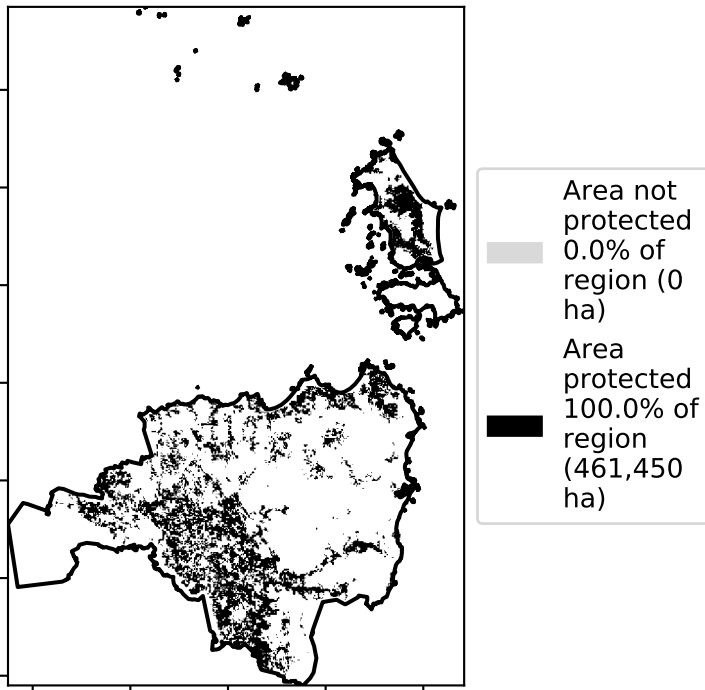 Area not
protected
0.0% of
region (0
ha)
Area
protected
100.0% of
region
(461,450
ha)